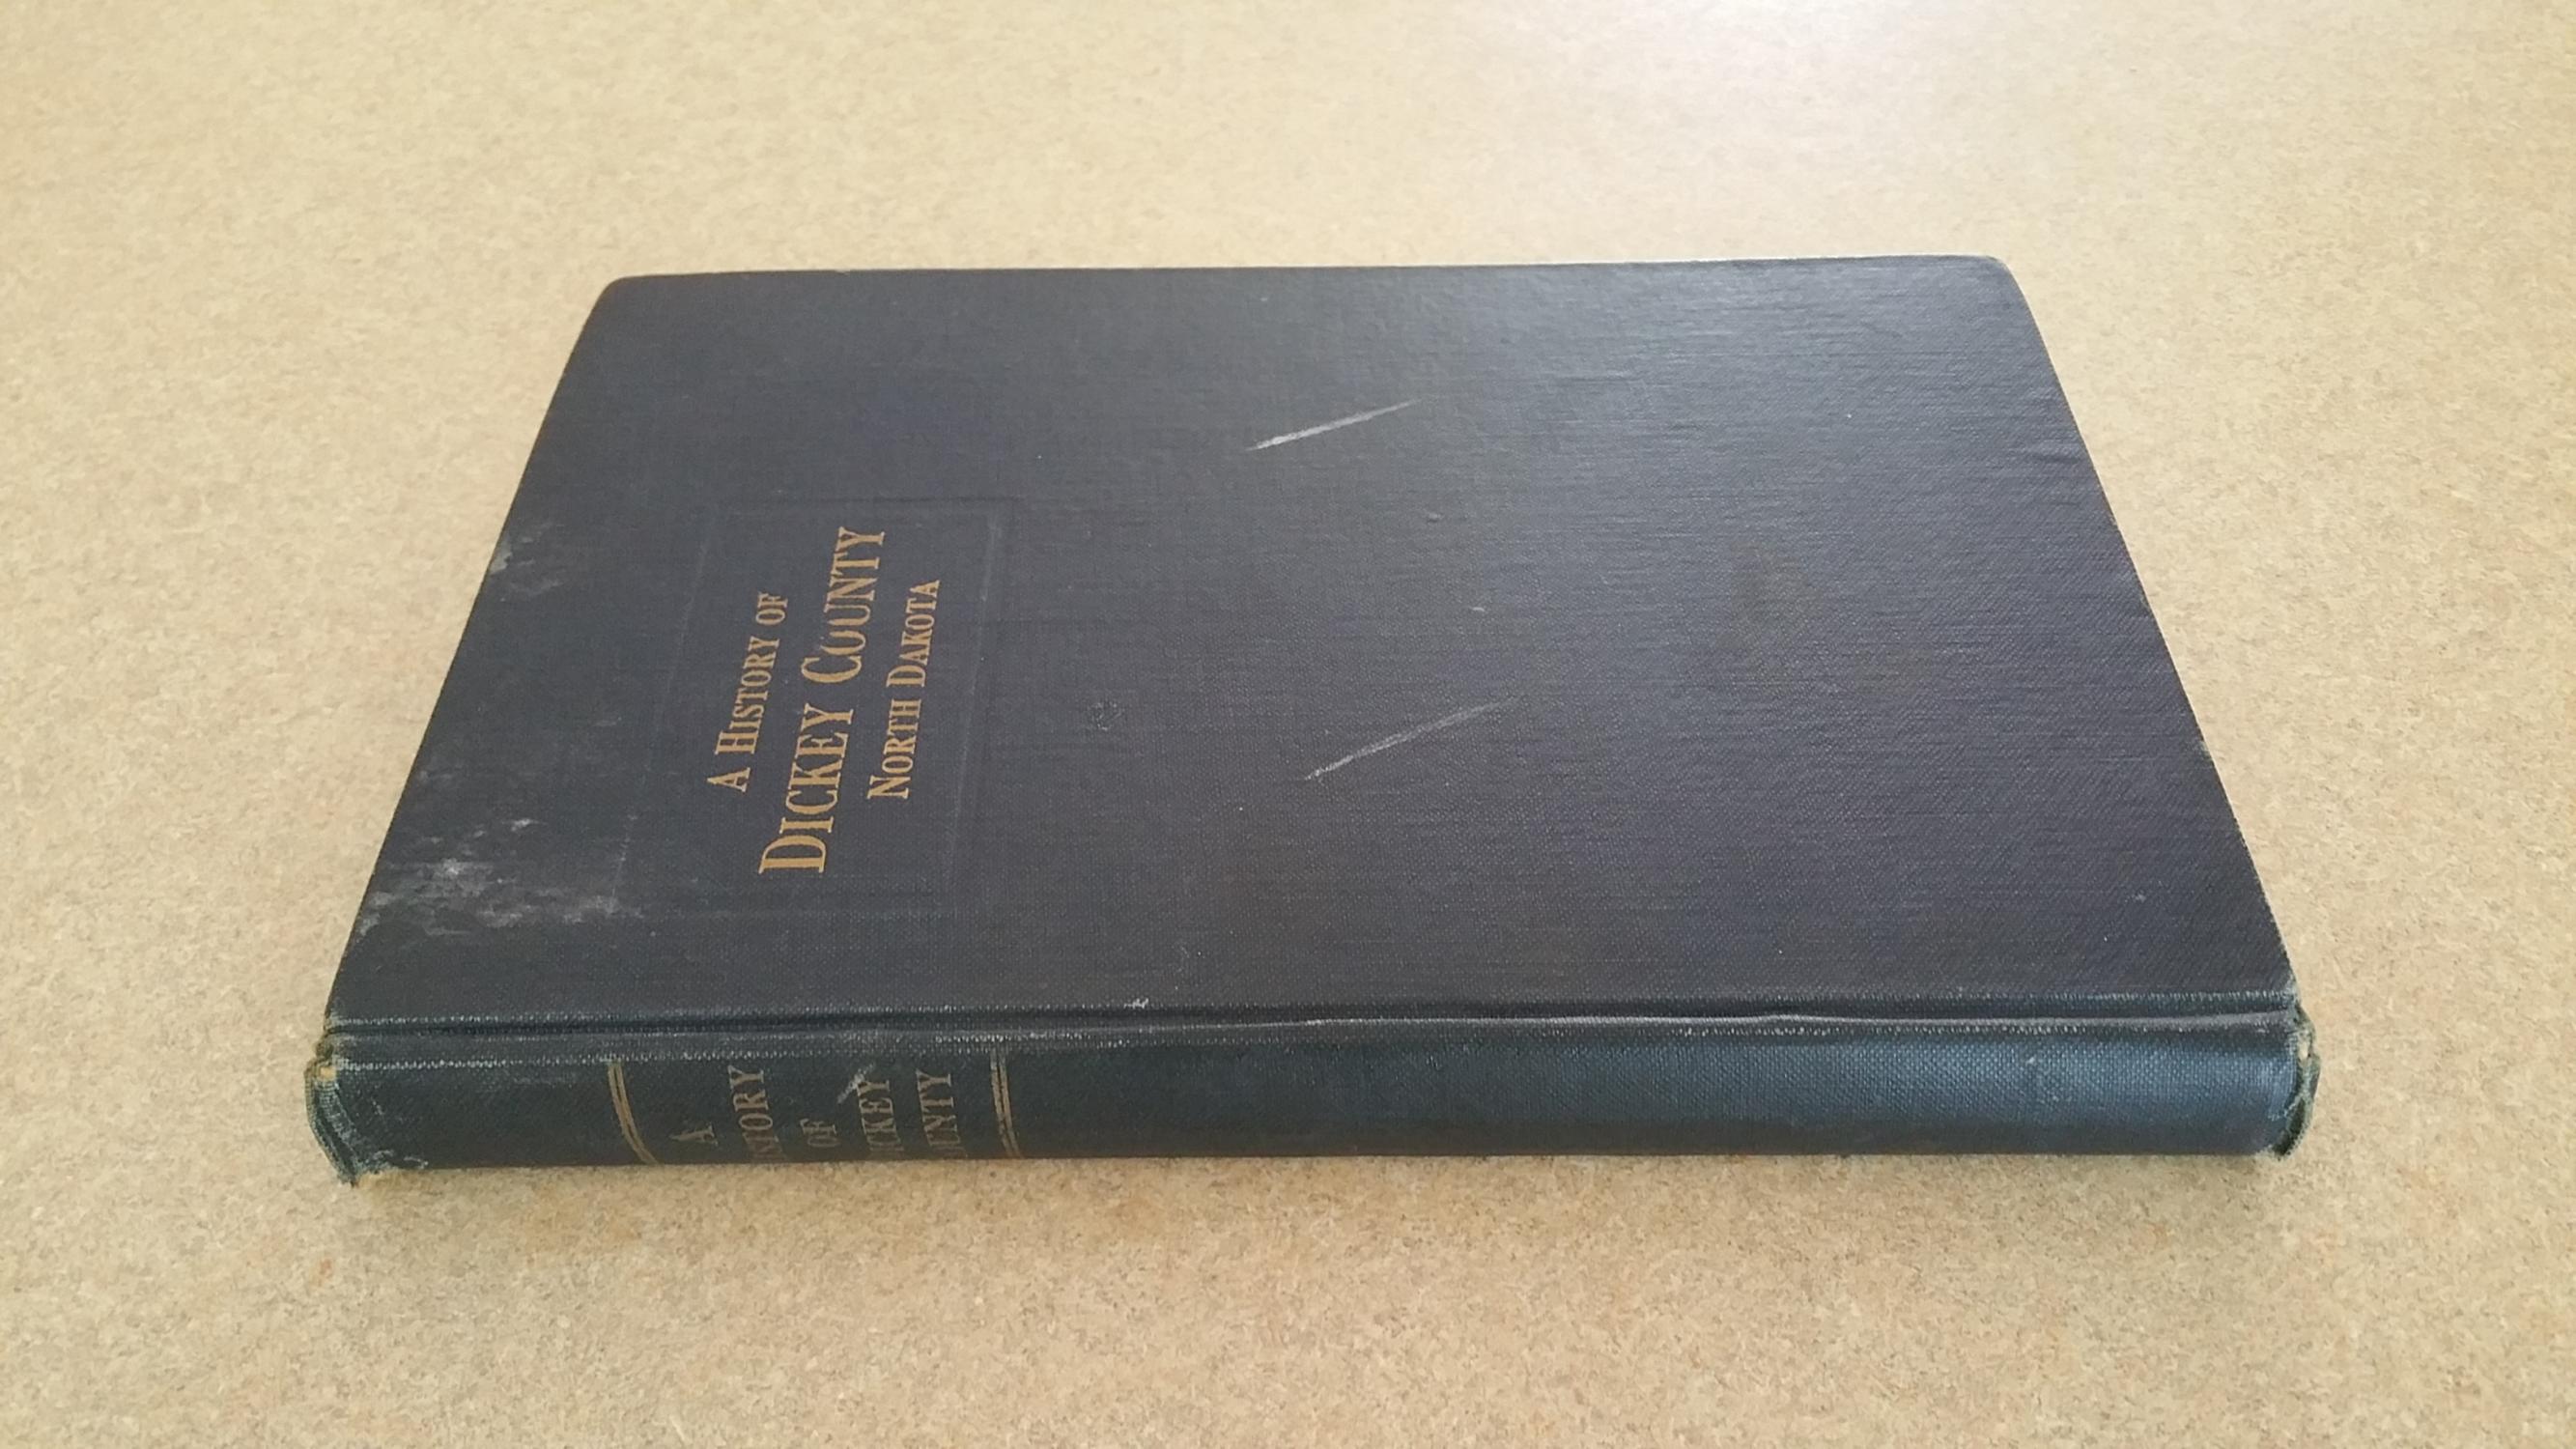 A HISTORY OF
DICKEY COUNTY
NORTH DAKOTA
A
OF